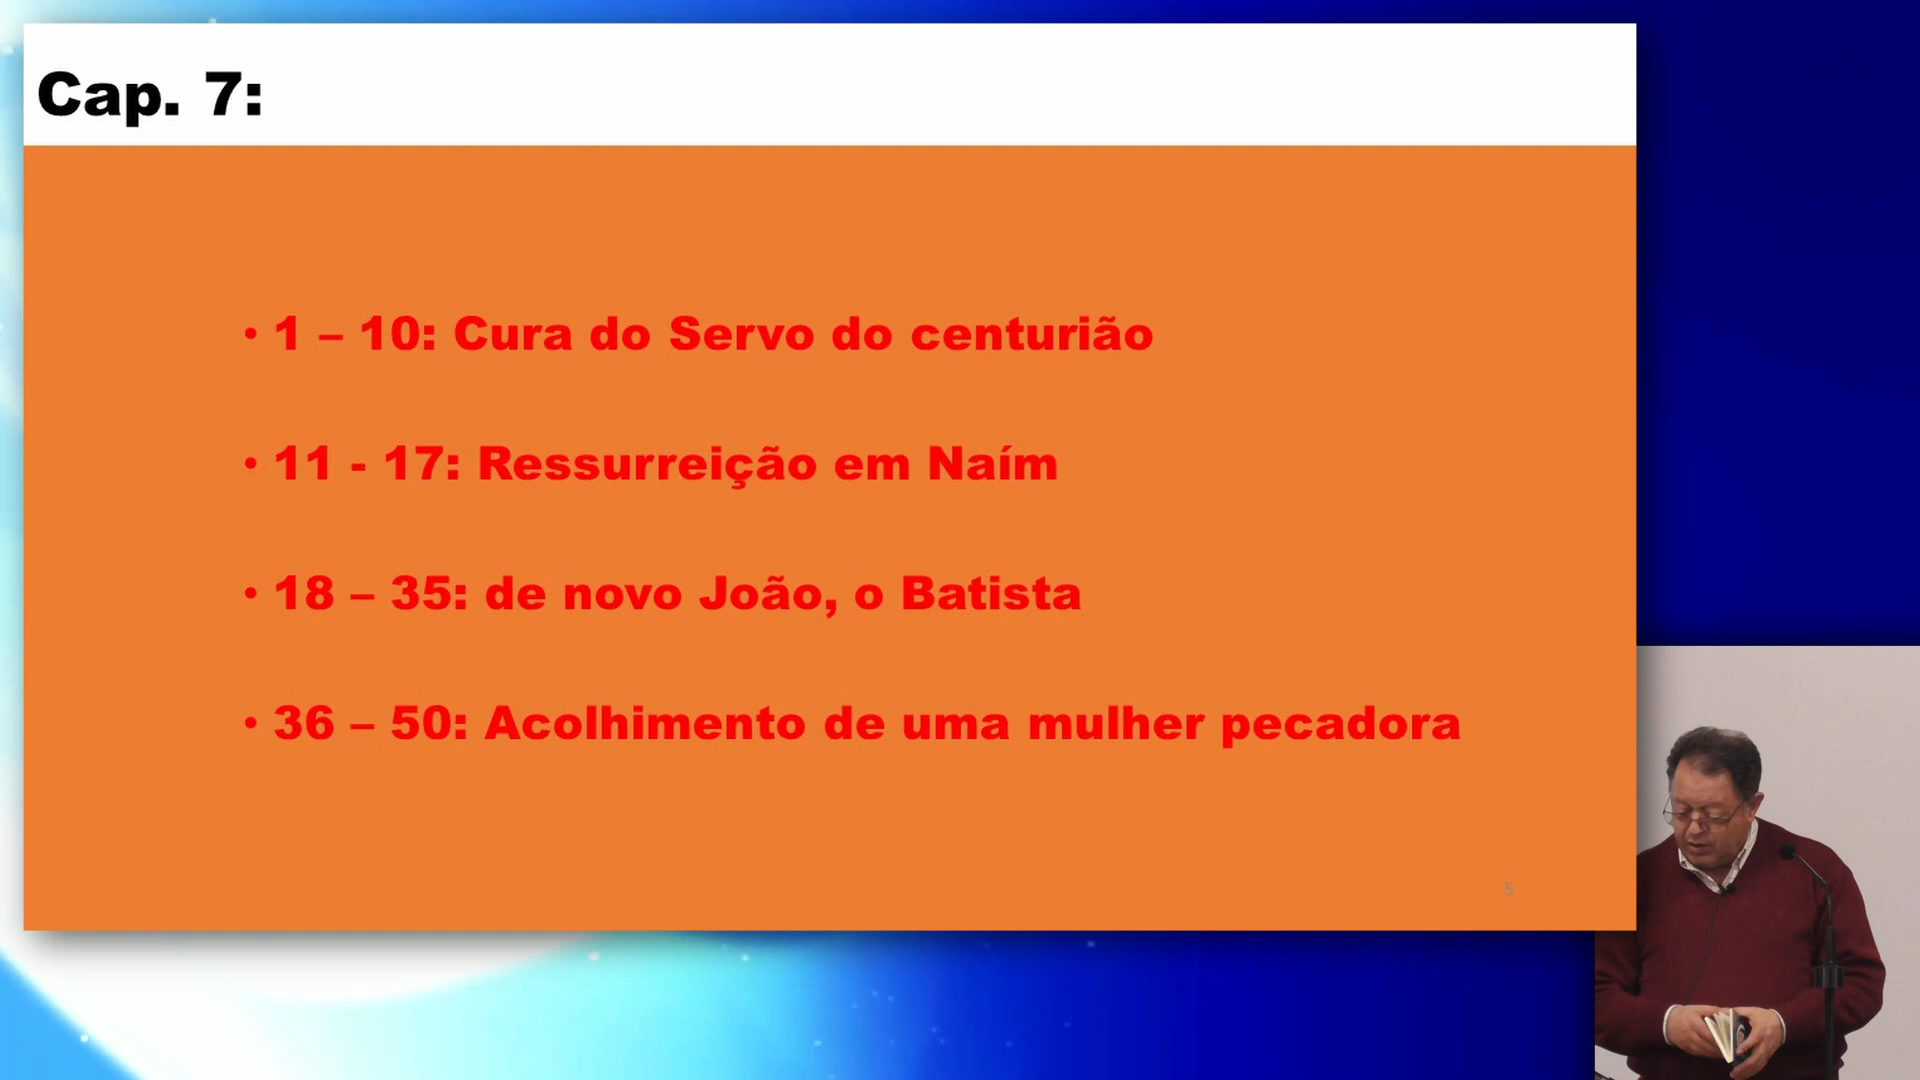 Cap. 7:
• 1 – 10: Cura do Servo do centurião
• 11 - 17: Ressurreição em Naím
• 18 – 35: de novo João, o Batista
• 36 – 50: Acolhimento de uma mulher pecadora
5